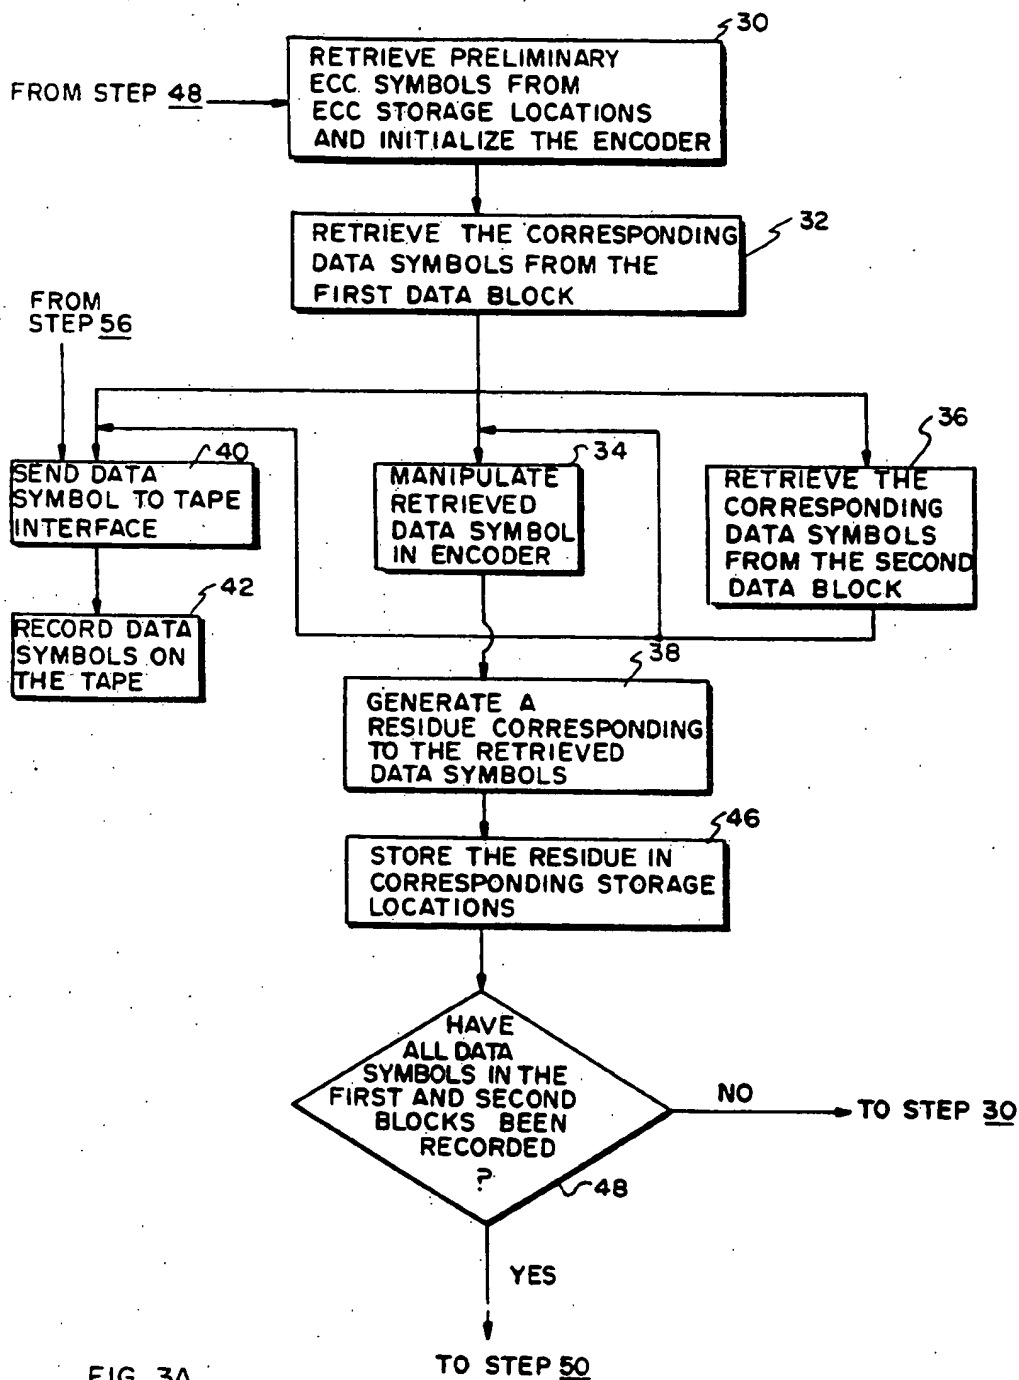 30
RETRIEVE PRELIMINARY
ECC SYMBOLS FROM
ECC STORAGE LOCATIONS
AND INITIALIZE THE ENCODER
FROM STEP 48
32
RETRIEVE THE CORRESPONDING
DATA SYMBOLS FROM THE
FIRST DATA BLOCK
FROM
STEP 56
40
SEND DATA
SYMBOL TO TAPE
INTERFACE
34
MANIPULATE
RETRIEVED
DATA SYMBOL
IN ENCODER
36
RETRIEVE THE
CORRESPONDING
DATA SYMBOLS
FROM THE SECOND
DATA BLOCK
42
RECORD DATA
SYMBOLS ON
THE TAPE
38
GENERATE A
RESIDUE CORRESPONDING
TO THE RETRIEVED
DATA SYMBOLS
46
STORE THE RESIDUE IN
CORRESPONDING STORAGE
LOCATIONS
HAVE
ALL DATA
SYMBOLS IN THE
FIRST AND SECOND
BLOCKS BEEN
RECORDED
?
48
NO
TO STEP 30
YES
TO STEP 50
FIG. 3A